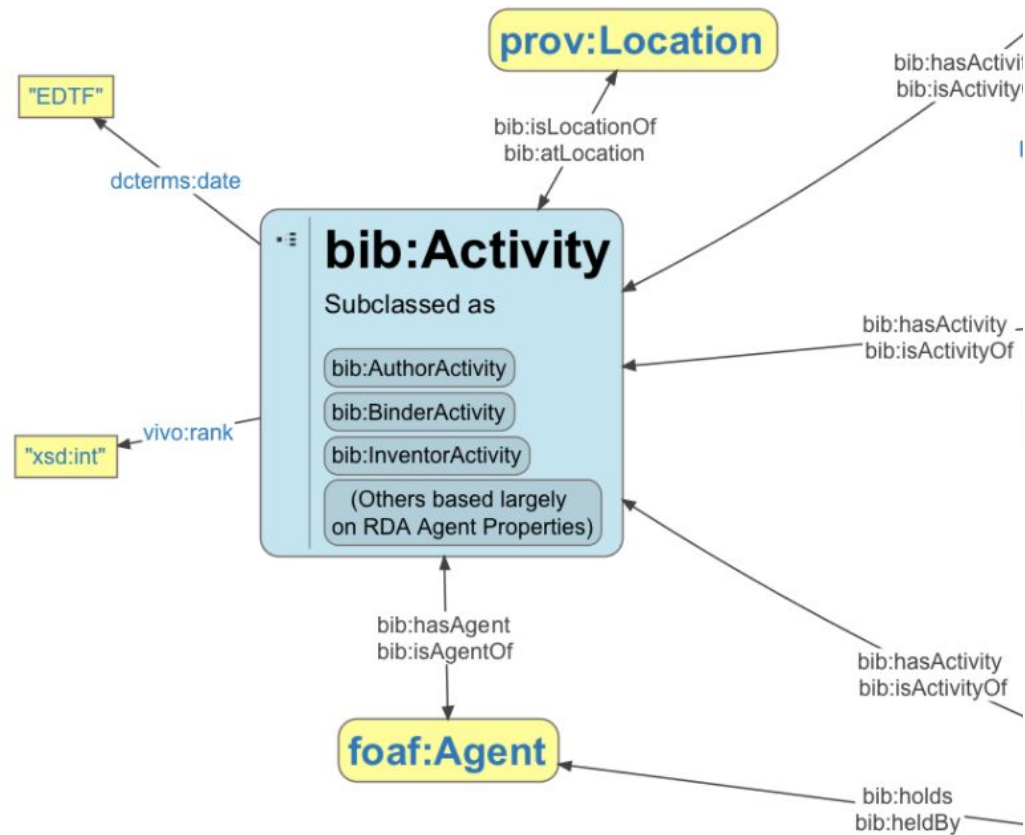 prov:Location
bib:hasActivit
bib:isActivity
"EDTF"
bib:isLocationOf
bib:atLocation
dcterms:date
bib:Activity
Subclassed as
bib:AuthorActivity
bib:BinderActivity
bib:InventorActivity
(Others based largely
on RDA Agent Properties)
bib:hasActivity
bib:isActivityOf
vivo:rank
"xsd:int"
bib:hasAgent
bib:isAgentOf
bib:hasActivity
bib:isActivityOf
foaf:Agent
bib:holds
bib:heldBy